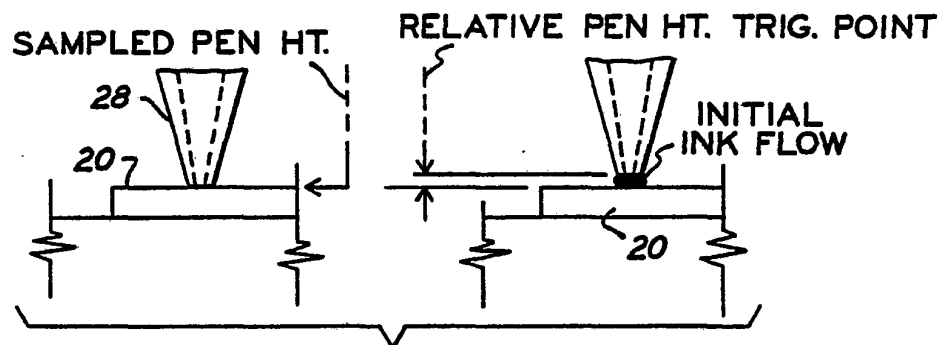 SAMPLED PEN HT.
RELATIVE PEN HT. TRIG. POINT
28
20
INITIAL
INK FLOW
20